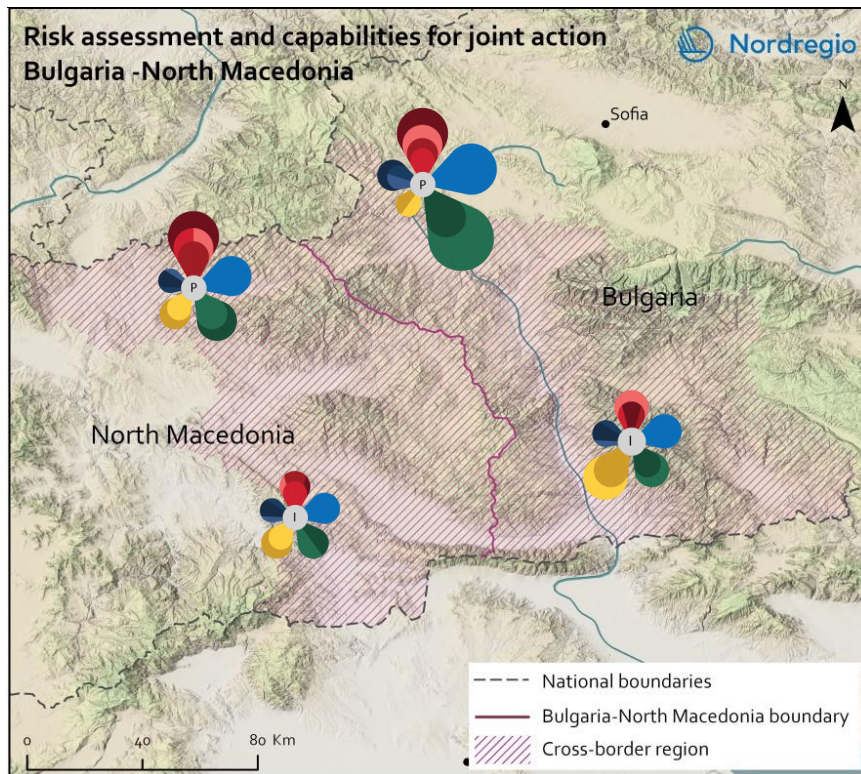 Risk assessment and capabilities for joint action
Bulgaria -North Macedonia
Nordregio
N
Sofia
P
P
Bulgaria
North Macedonia
I
I
National boundaries
Bulgaria-North Macedonia boundary
Cross-border region
0 40 80 Km